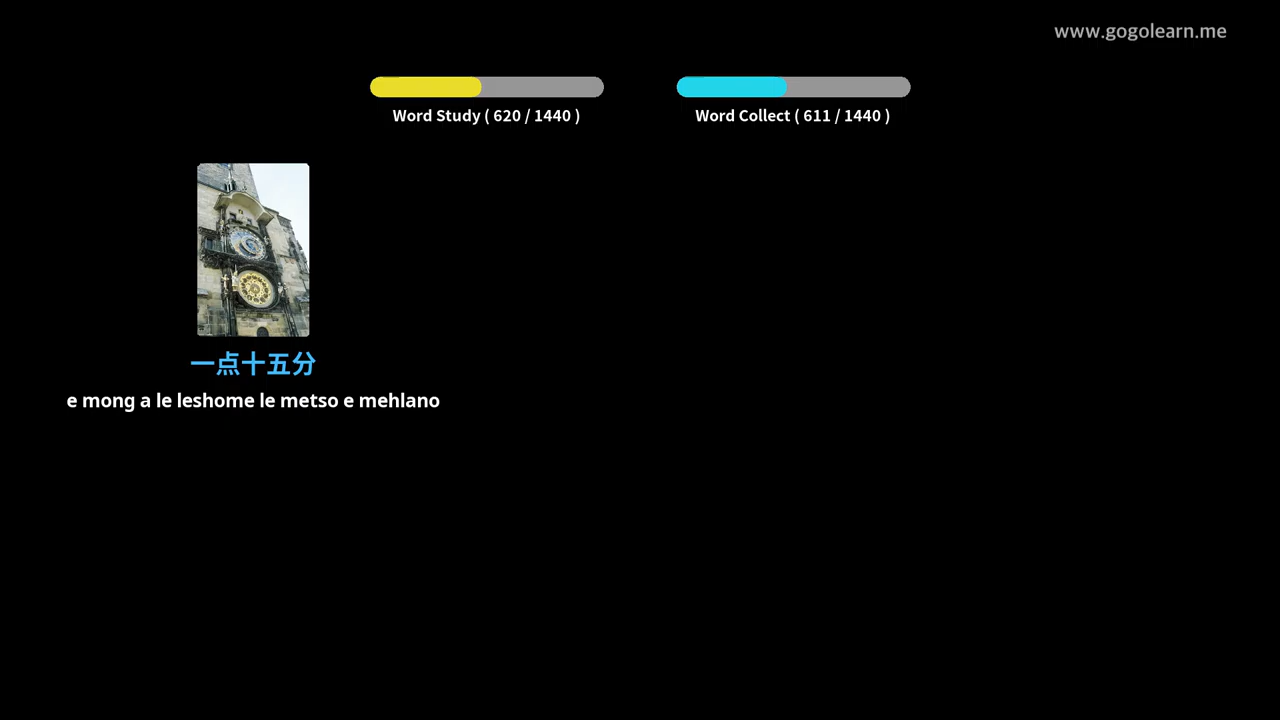 www.gogolearn.me
Word Study ( 620 / 1440 )
Word Collect ( 611 / 1440 )
一点十五分
e mong a le leshome le metso e mehlano